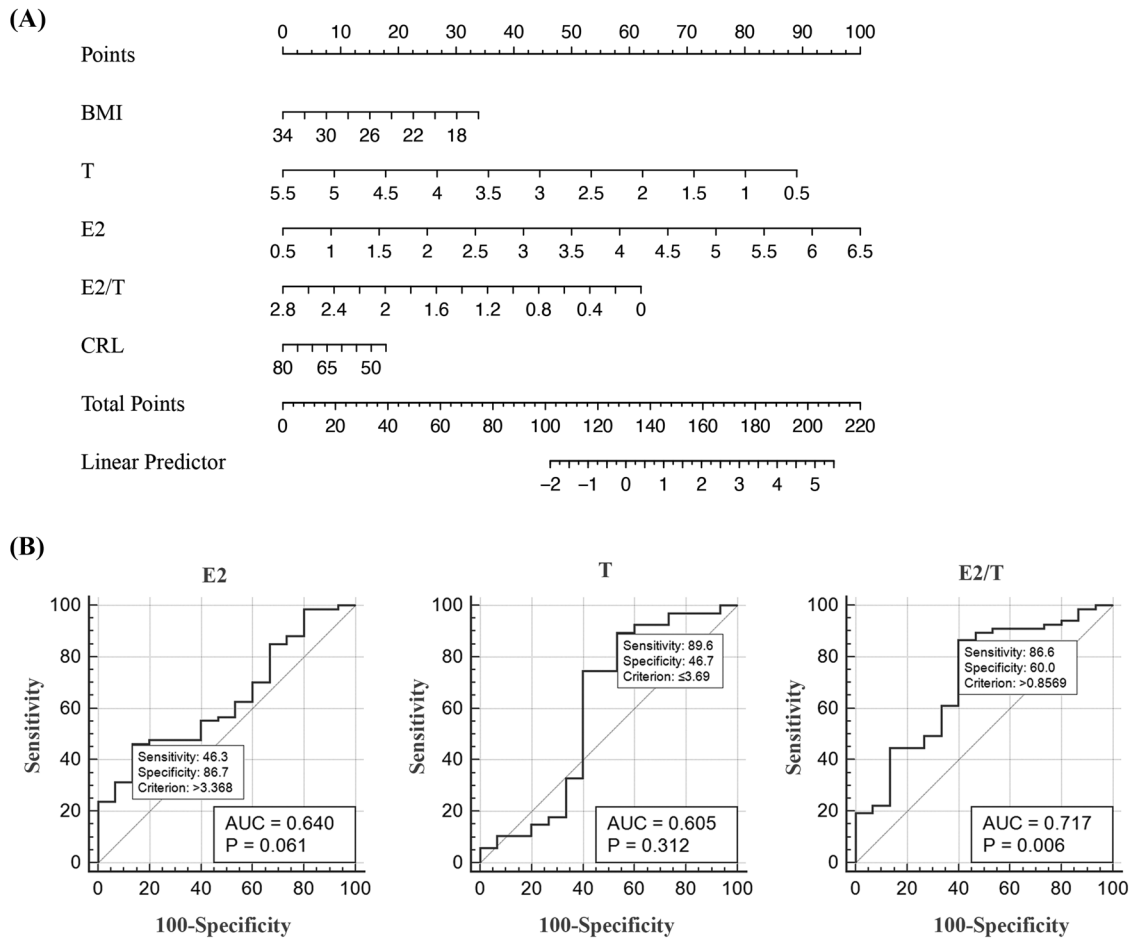 (A)
Points
0 10 20 30 40 50 60 70 80 90 100
BMI
34 30 26 22 18
T
5.5 5 4.5 4 3.5 3 2.5 2 1.5 1 0.5
E2
0.5 1 1.5 2 2.5 3 3.5 4 4.5 5 5.5 6 6.5
E2/T
2.8 2.4 2 1.6 1.2 0.8 0.4 0
CRL
80 65 50
Total Points
0 20 40 60 80 100 120 140 160 180 200 220
Linear Predictor
−2 −1 0 1 2 3 4 5
(B)
E2
Sensitivity
100
80
60
40
20
0
Sensitivity: 46.3
Specificity: 86.7
Criterion: >3.368
AUC = 0.640
P = 0.061
0 20 40 60 80 100
100-Specificity
T
Sensitivity
100
80
60
40
20
0
Sensitivity: 89.6
Specificity: 46.7
Criterion: ≤3.69
AUC = 0.605
P = 0.312
0 20 40 60 80 100
100-Specificity
E2/T
Sensitivity
100
80
60
40
20
0
Sensitivity: 86.6
Specificity: 60.0
Criterion: >0.8569
AUC = 0.717
P = 0.006
0 20 40 60 80 100
100-Specificity